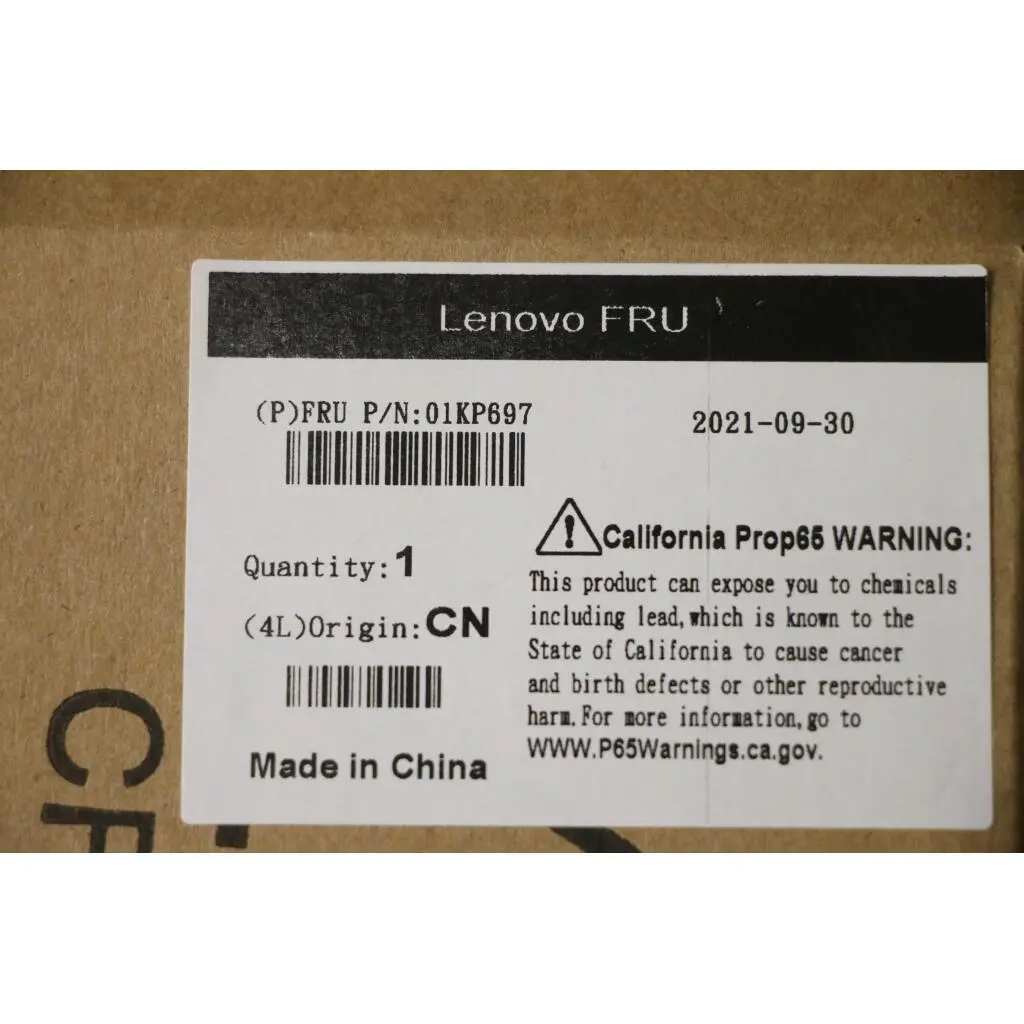 Lenovo FRU
(P)FRU P/N:01KP697
2021-09-30
Quantity:1
(4L)Origin:CN
Made in China
California Prop65 WARNING:
This product can expose you to chemicals
including lead,which is known to the
State of California to cause cancer
and birth defects or other reproductive
harm.For more information,go to
WWW.P65Warnings.ca.gov.